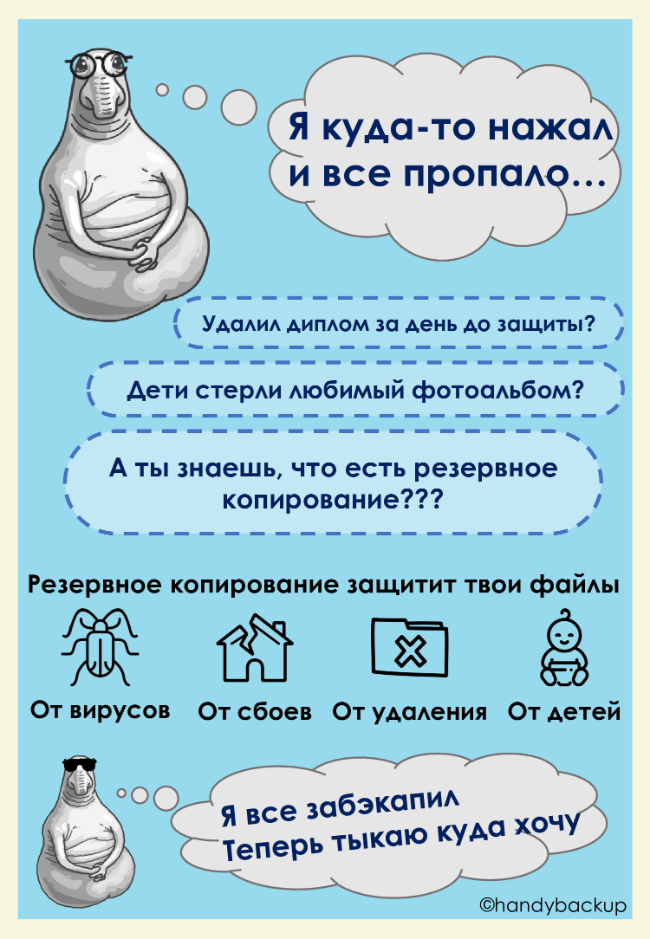 Я куда-то нажал
и все пропало...
Удалил диплом за день до защиты?
Дети стерли любимый фотоальбом?
А ты знаешь, что есть резервное
копирование???
Резервное копирование защитит твои файлы
От вирусов От сбоев От удаления От детей
Я все забэкапил
Теперь тыкаю куда хочу
©handybackup